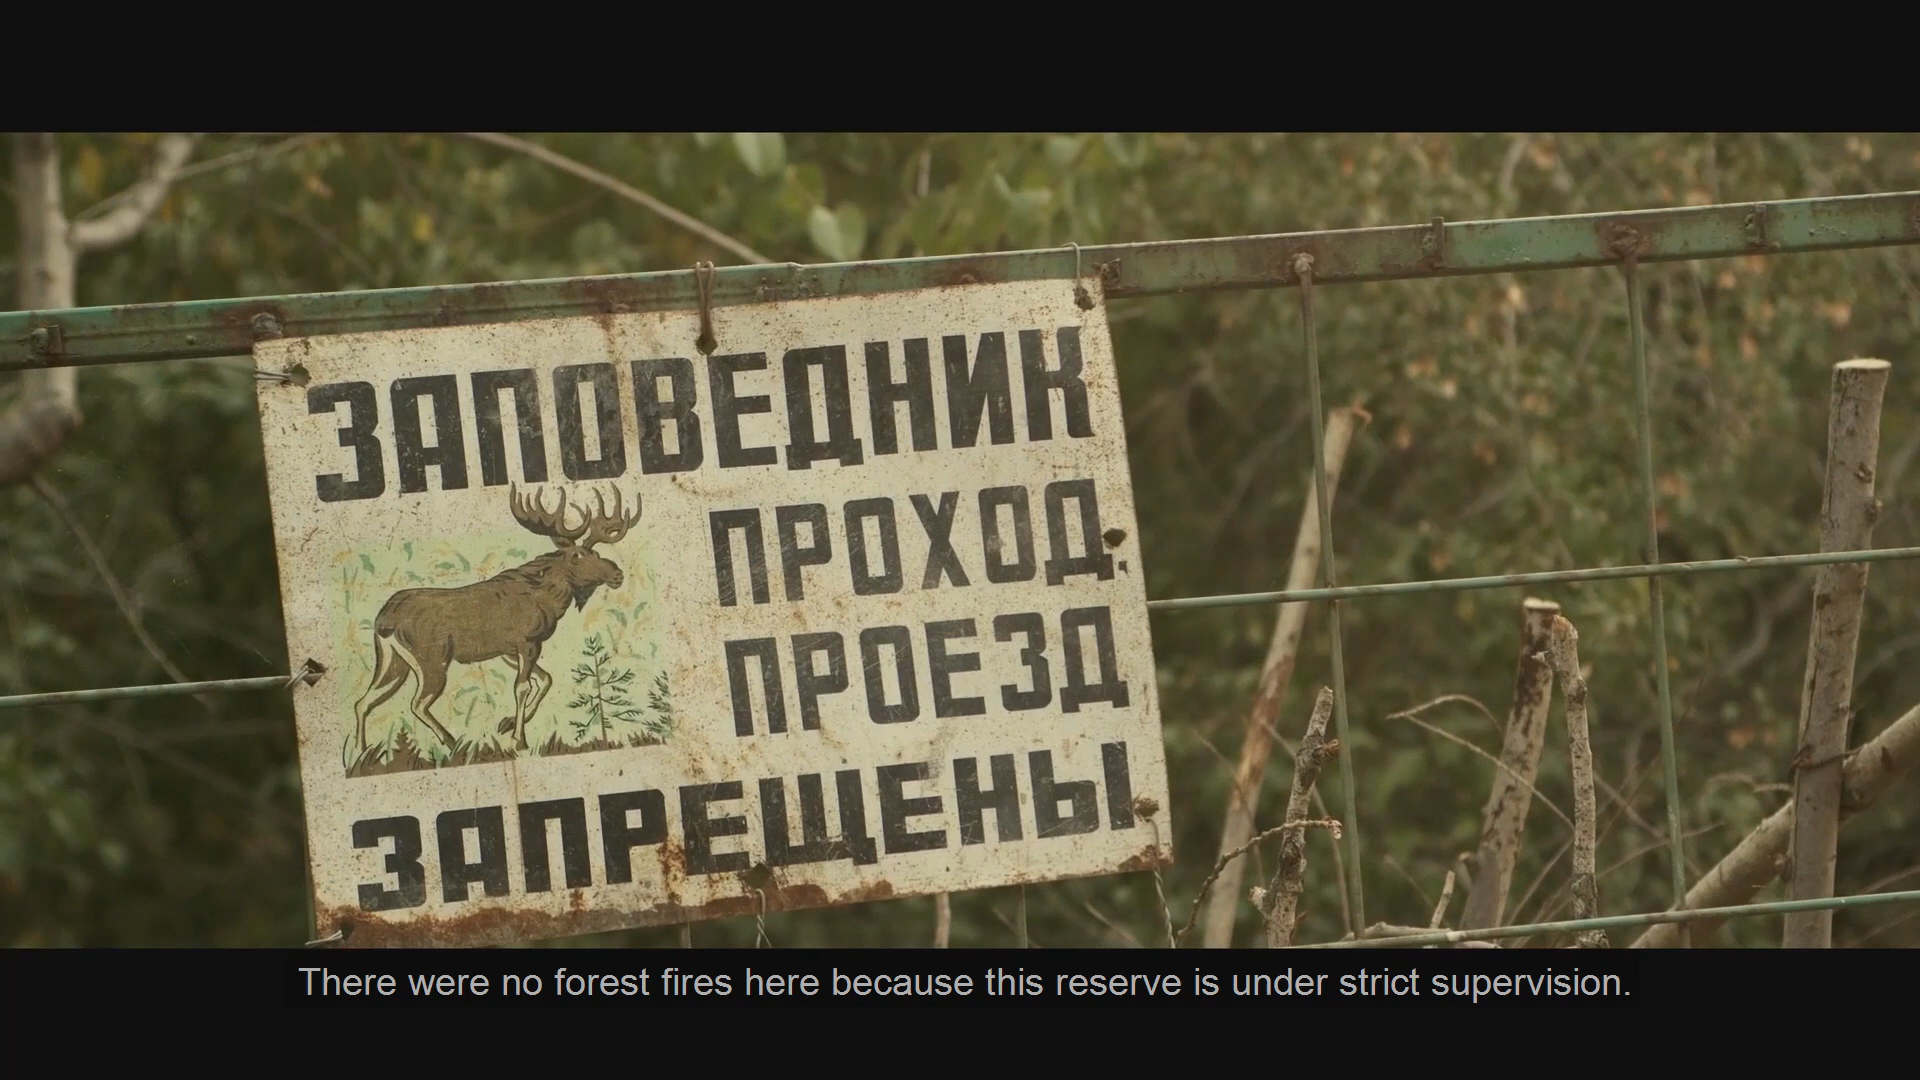 ЗАПОВЕДНИК
ПРОХОД.
ПРОЕЗД
ЗАПРЕЩЕНЫ
There were no forest fires here because this reserve is under strict supervision.